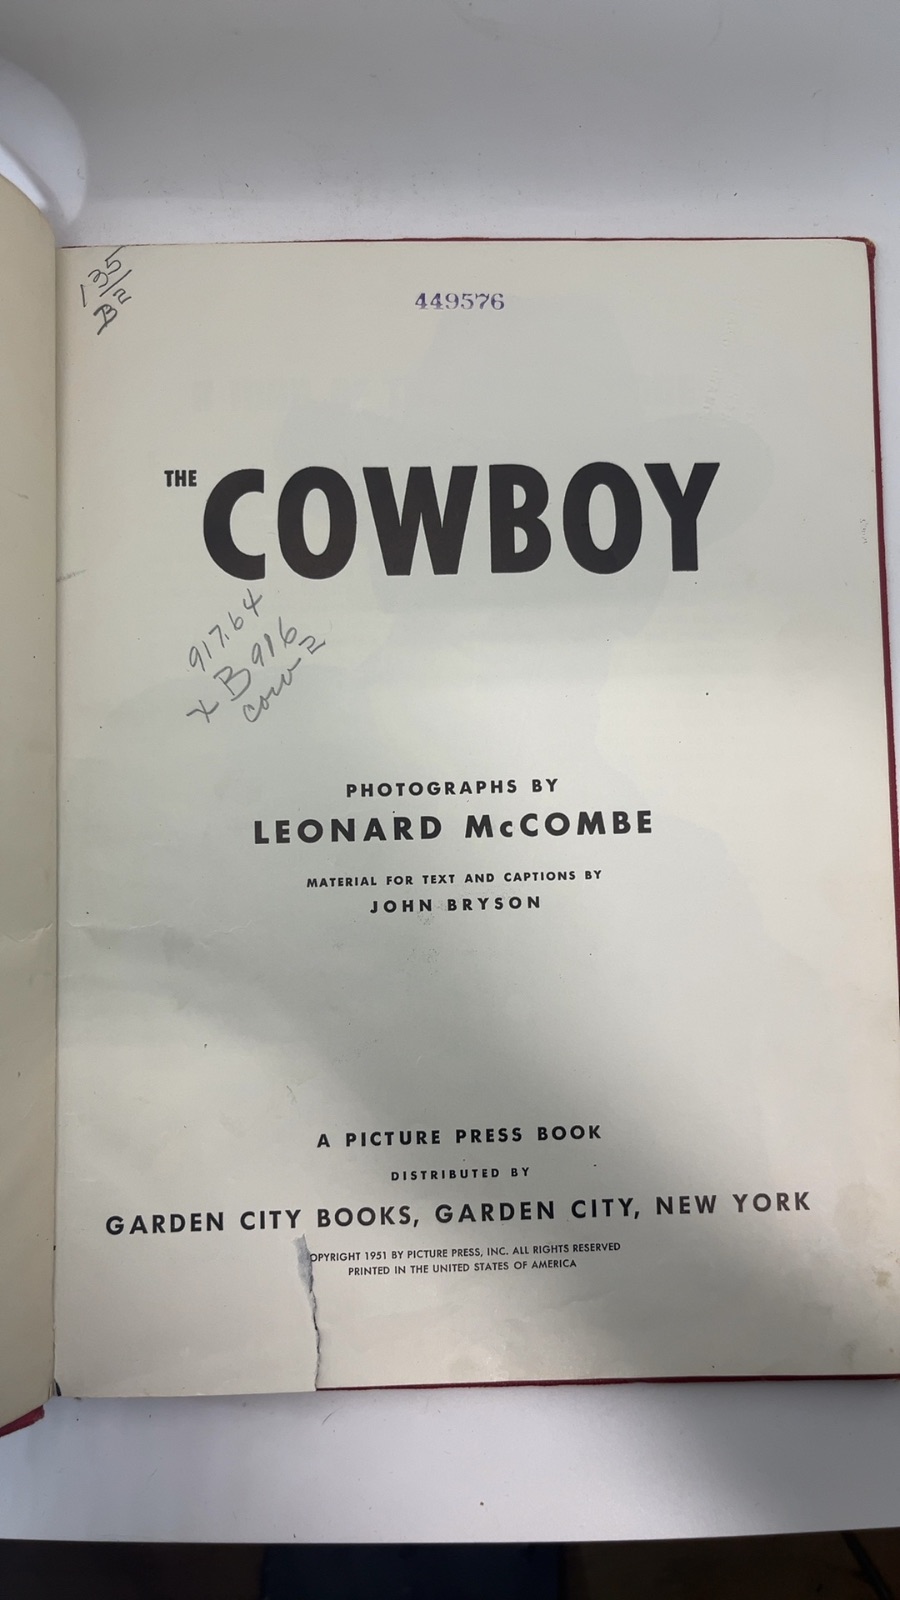 135
B2
449576
THE COWBOY
917.64
x B916
cow 2
PHOTOGRAPHS BY
LEONARD McCOMBE
MATERIAL FOR TEXT AND CAPTIONS BY
JOHN BRYSON
A PICTURE PRESS BOOK
DISTRIBUTED BY
GARDEN CITY BOOKS, GARDEN CITY, NEW YORK
OPYRIGHT 1951 BY PICTURE PRESS, INC. ALL RIGHTS RESERVED
PRINTED IN THE UNITED STATES OF AMERICA